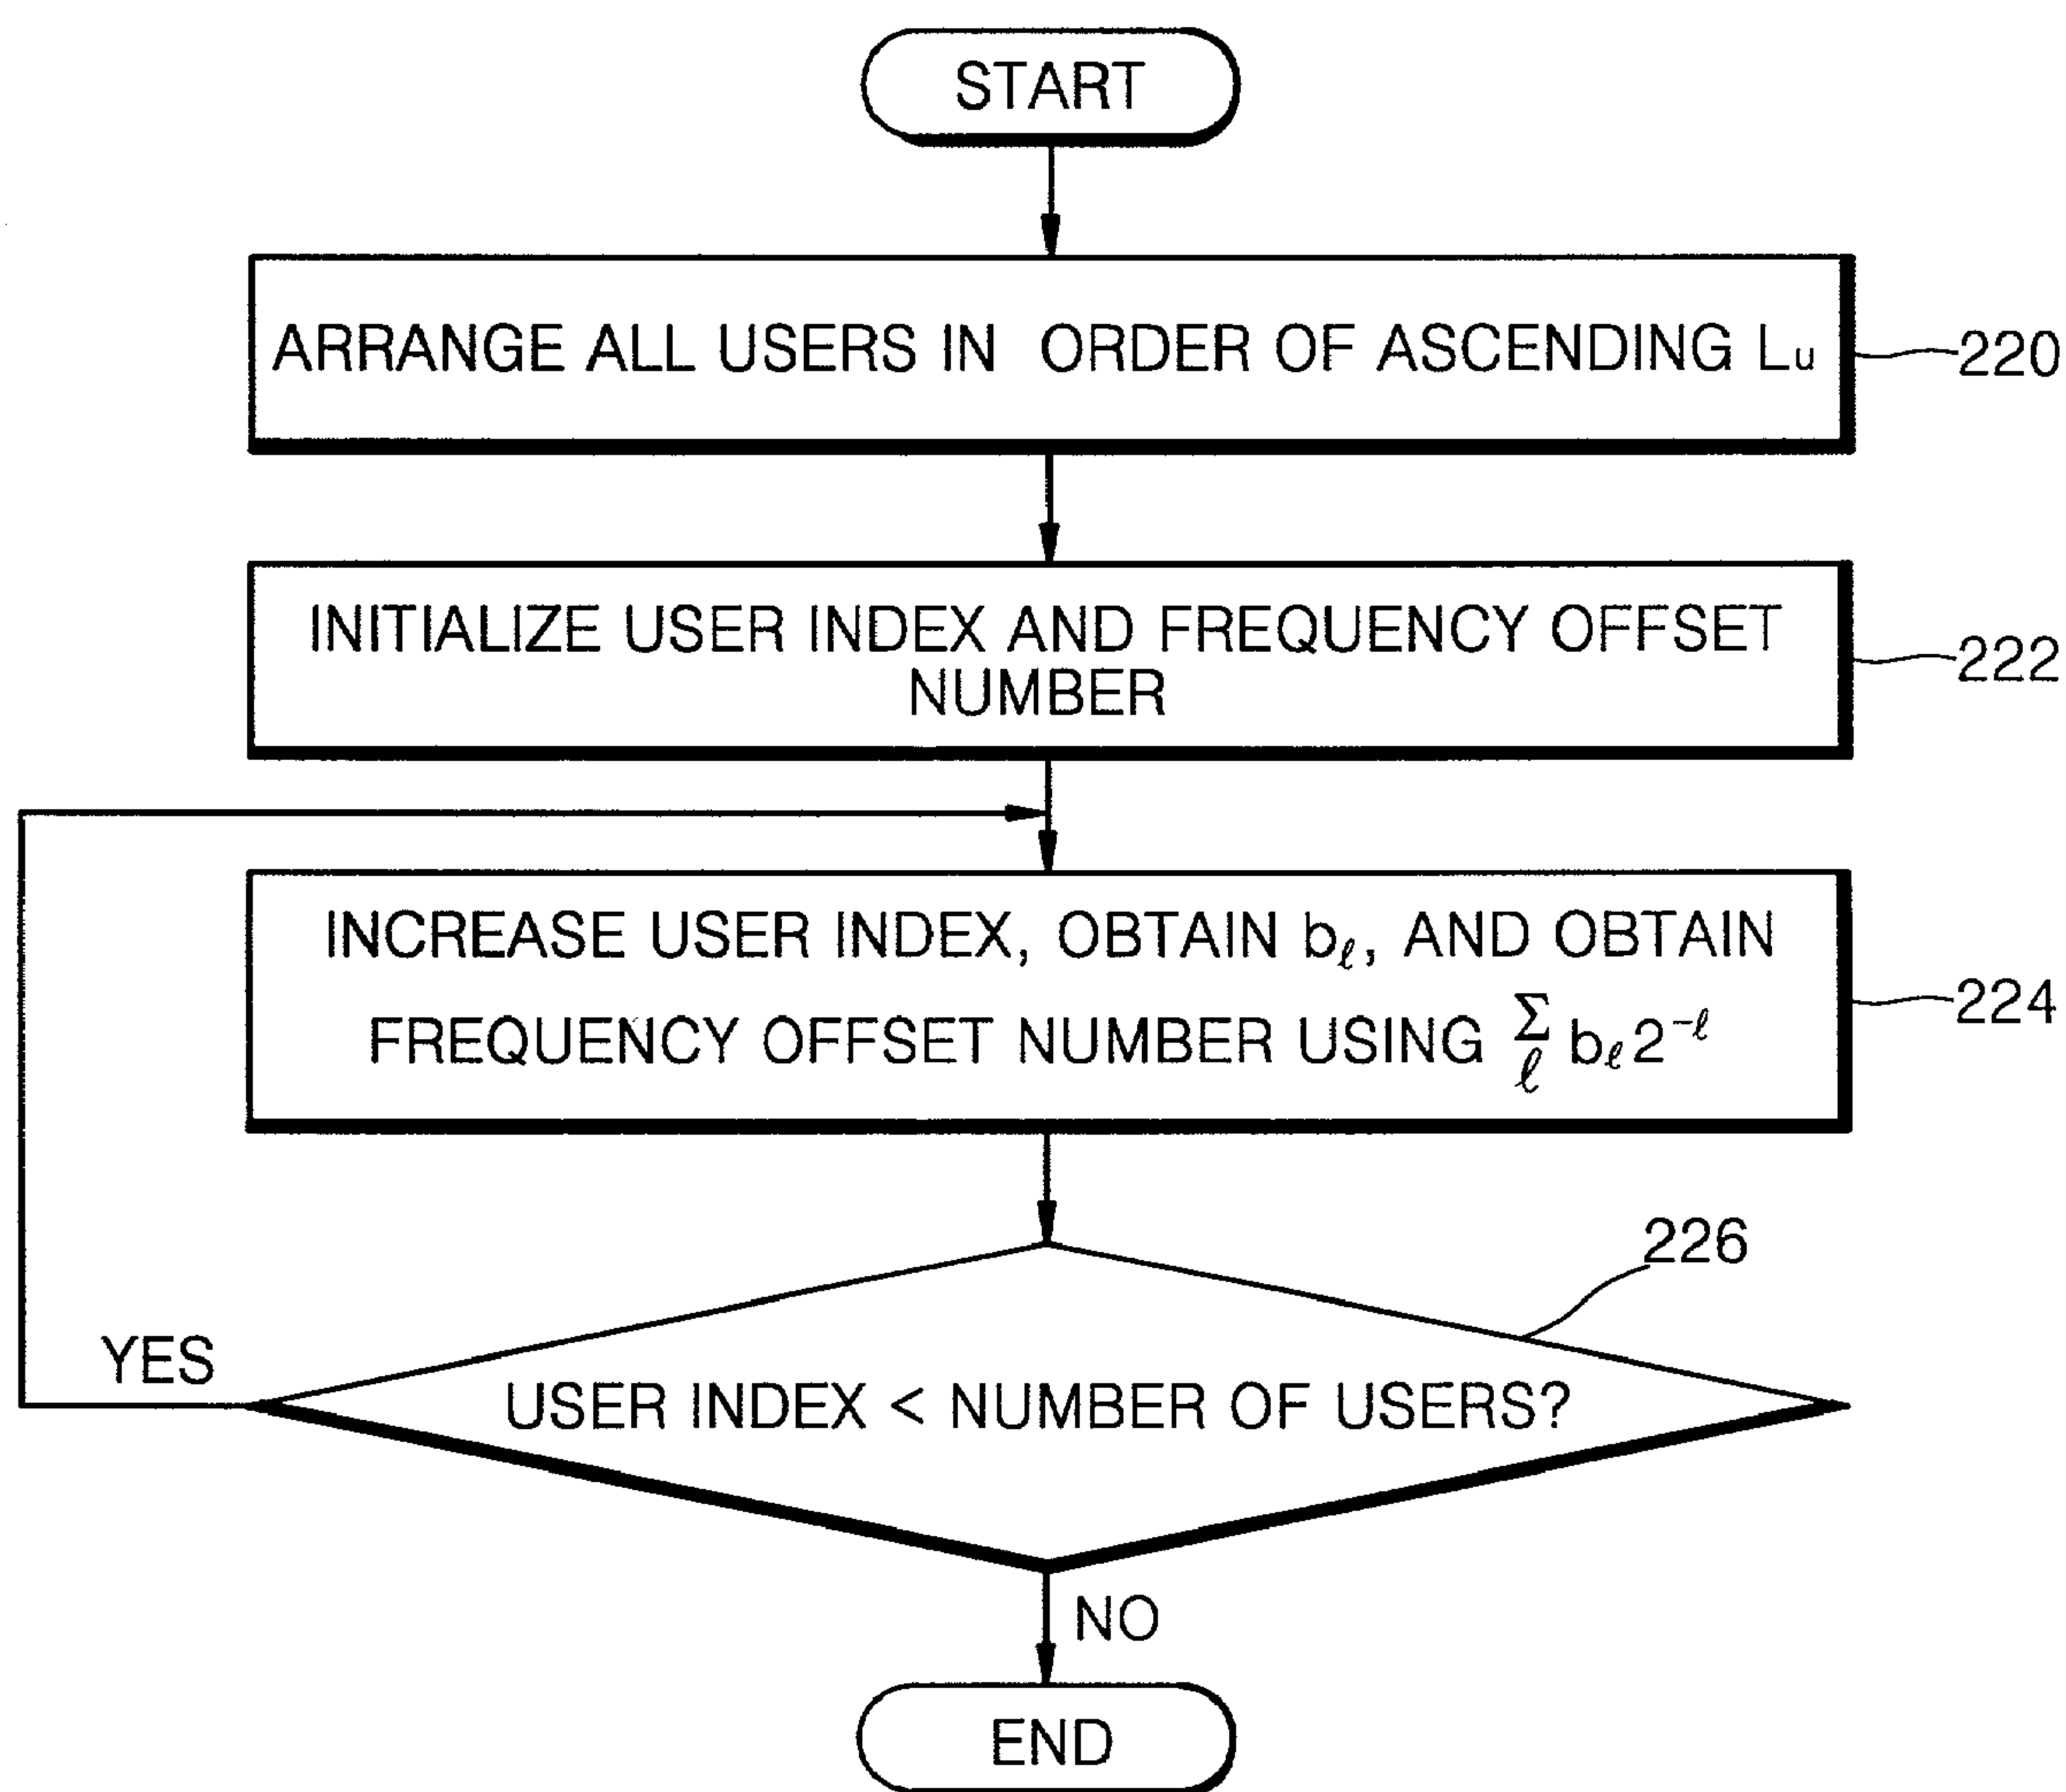 START
ARRANGE ALL USERS IN ORDER OF ASCENDING Lu
220
INITIALIZE USER INDEX AND FREQUENCY OFFSET
NUMBER
222
INCREASE USER INDEX, OBTAIN bℓ, AND OBTAIN
FREQUENCY OFFSET NUMBER USING Σℓ bℓ 2⁻ℓ
224
226
YES
USER INDEX < NUMBER OF USERS?
NO
END